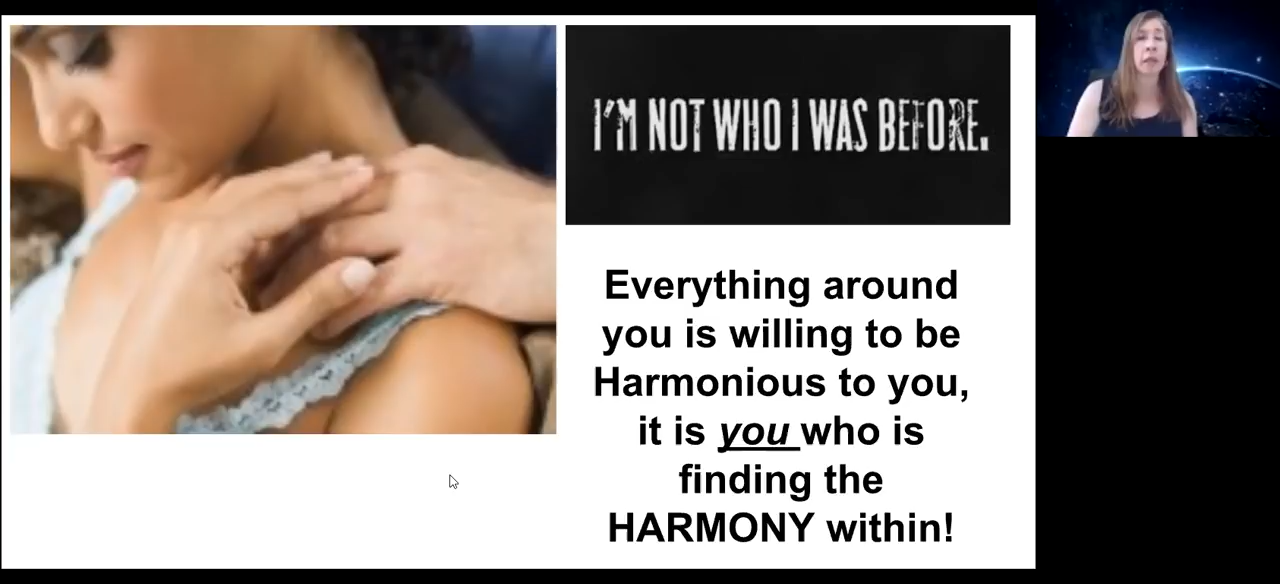 I'M NOT WHO I WAS BEFORE.
Everything around
you is willing to be
Harmonious to you,
it is you who is
finding the
HARMONY within!